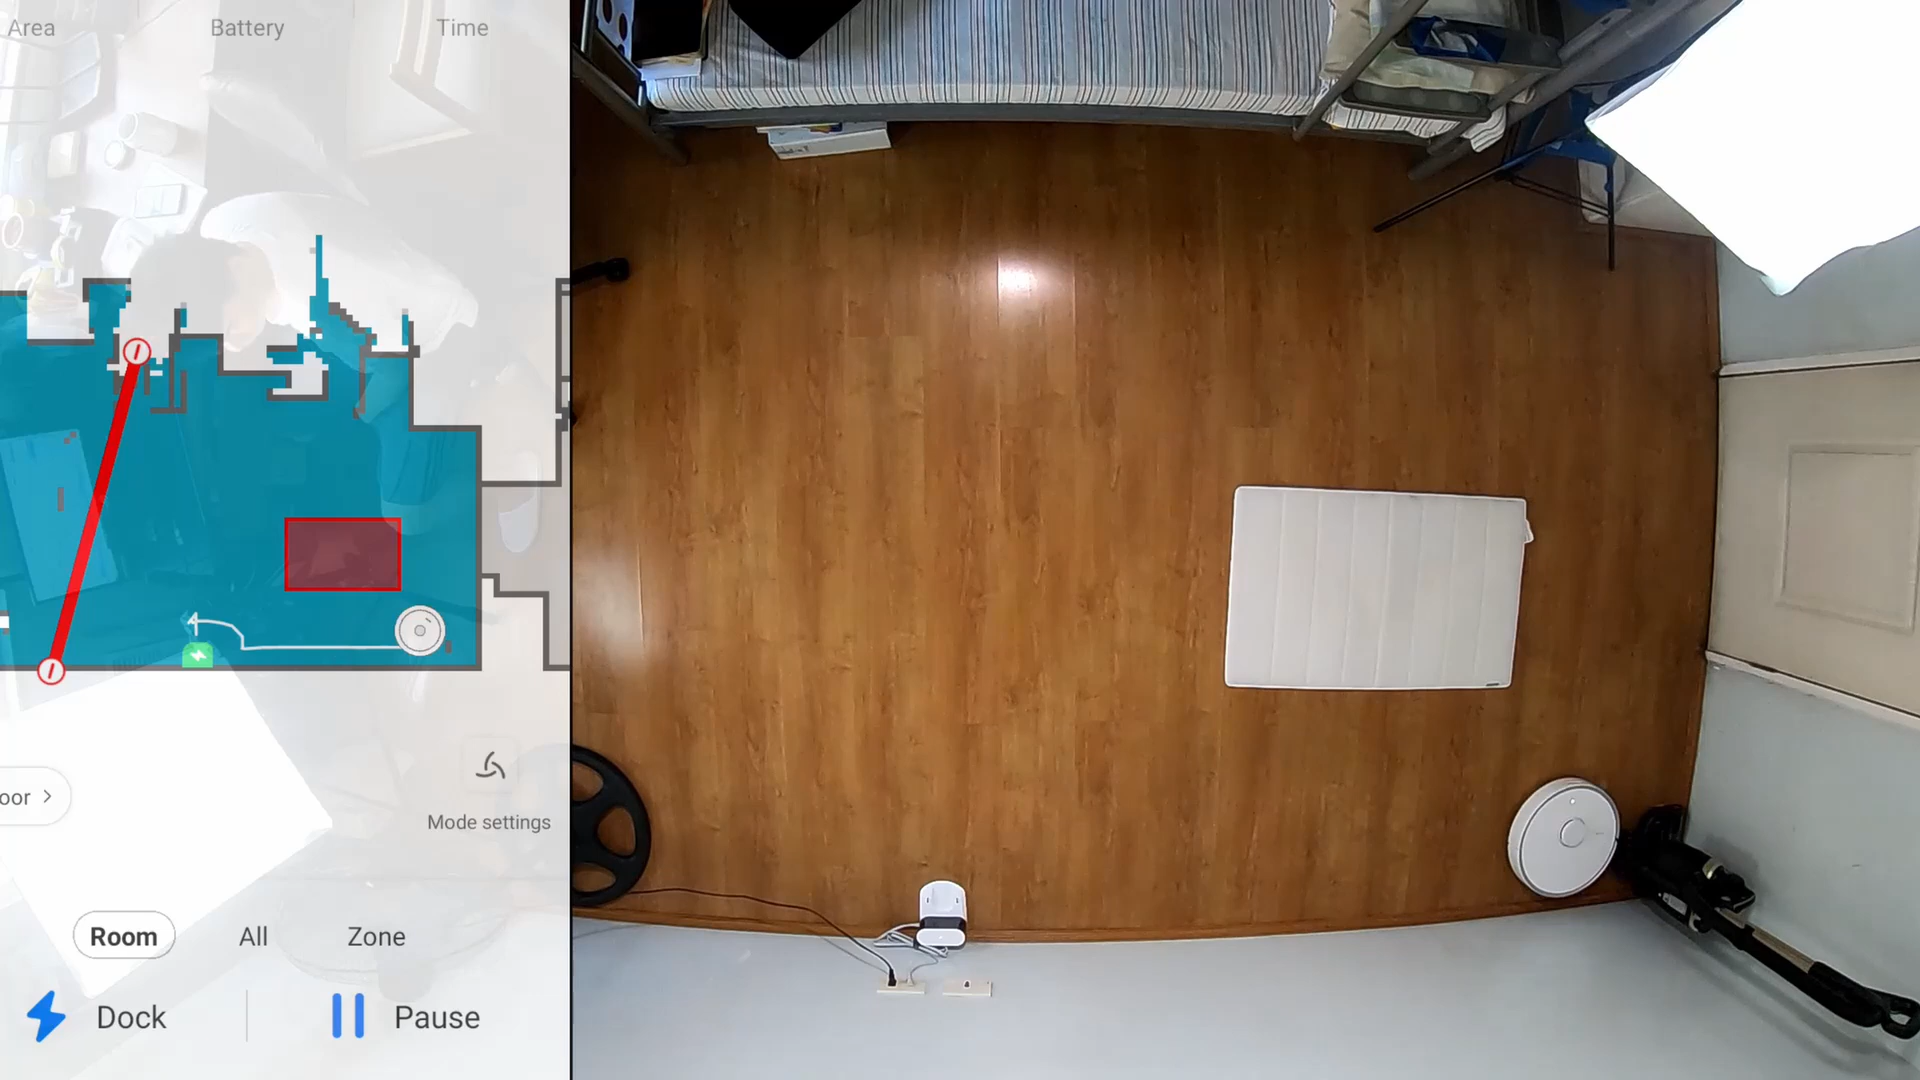 Area
Battery
Time
oor
Mode settings
Room
All
Zone
Dock
Pause